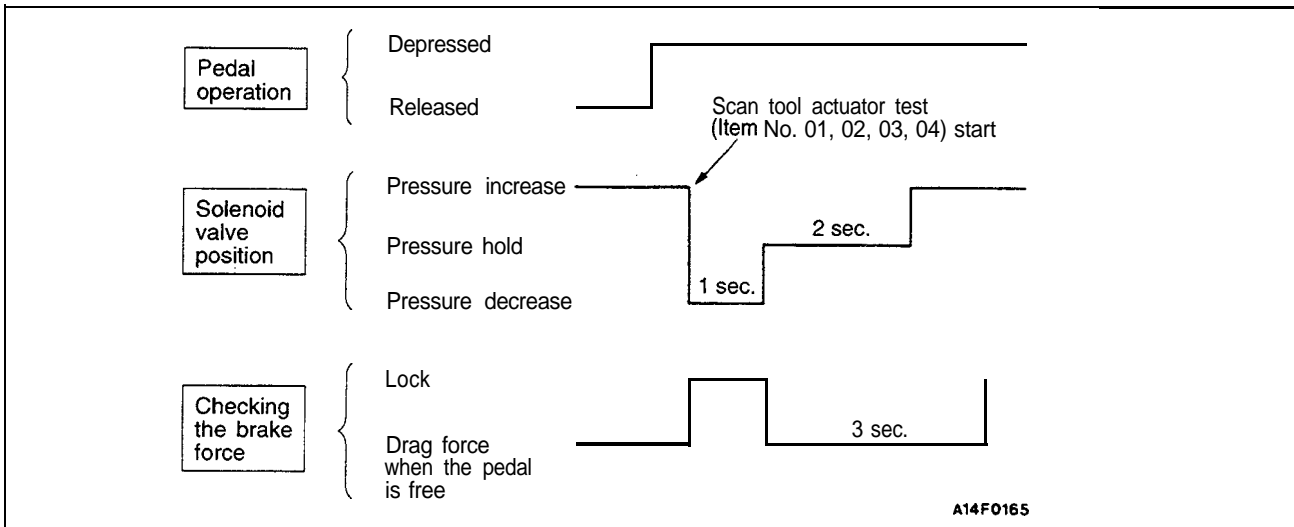 Pedal
operation
Depressed
Released
Scan tool actuator test
(Item No. 01, 02, 03, 04) start
Solenoid
valve
position
Pressure increase
Pressure hold
Pressure decrease
1 sec.
2 sec.
Checking
the brake
force
Lock
Drag force
when the pedal
is free
3 sec.
A14F0165